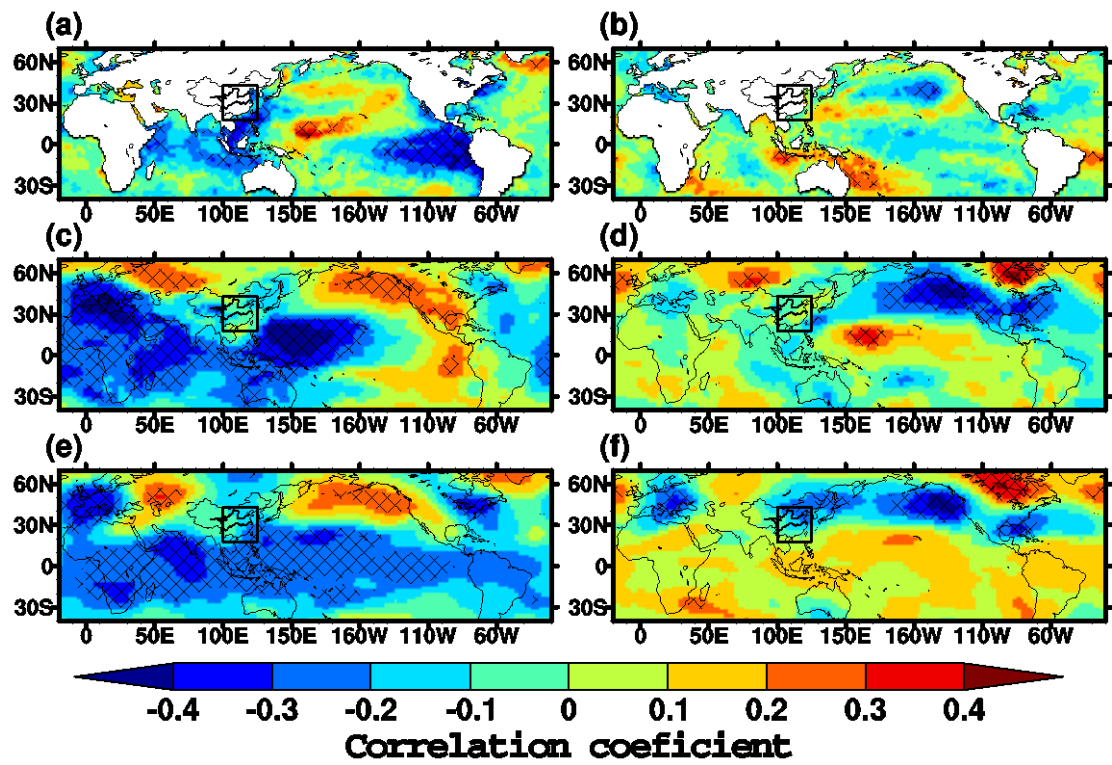 (a) (b)
60N 60N
30N 30N
0 0
30S 30S
0 50E 100E 150E 160W 110W 60W 0 50E 100E 150E 160W 110W 60W
(c) (d)
60N 60N
30N 30N
0 0
30S 30S
0 50E 100E 150E 160W 110W 60W 0 50E 100E 150E 160W 110W 60W
(e) (f)
60N 60N
30N 30N
0 0
30S 30S
0 50E 100E 150E 160W 110W 60W 0 50E 100E 150E 160W 110W 60W
-0.4 -0.3 -0.2 -0.1 0 0.1 0.2 0.3 0.4
Correlation coeficient